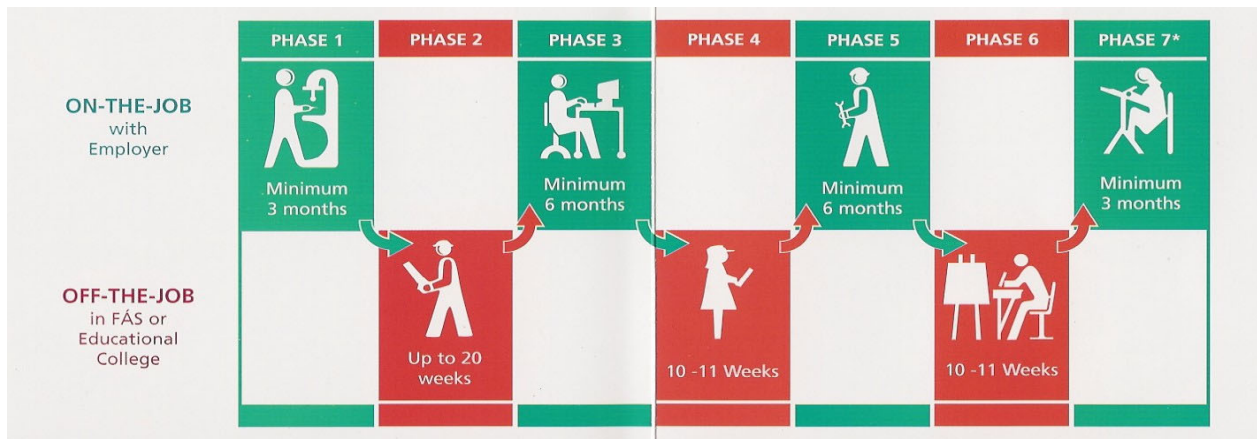 PHASE 1
PHASE 2
PHASE 3
PHASE 4
PHASE 5
PHASE 6
PHASE 7*
ON-THE-JOB
with
Employer
Minimum
3 months
Minimum
6 months
Minimum
6 months
Minimum
3 months
OFF-THE-JOB
in FÁS or
Educational
College
Up to 20
weeks
10 -11 Weeks
10 -11 Weeks